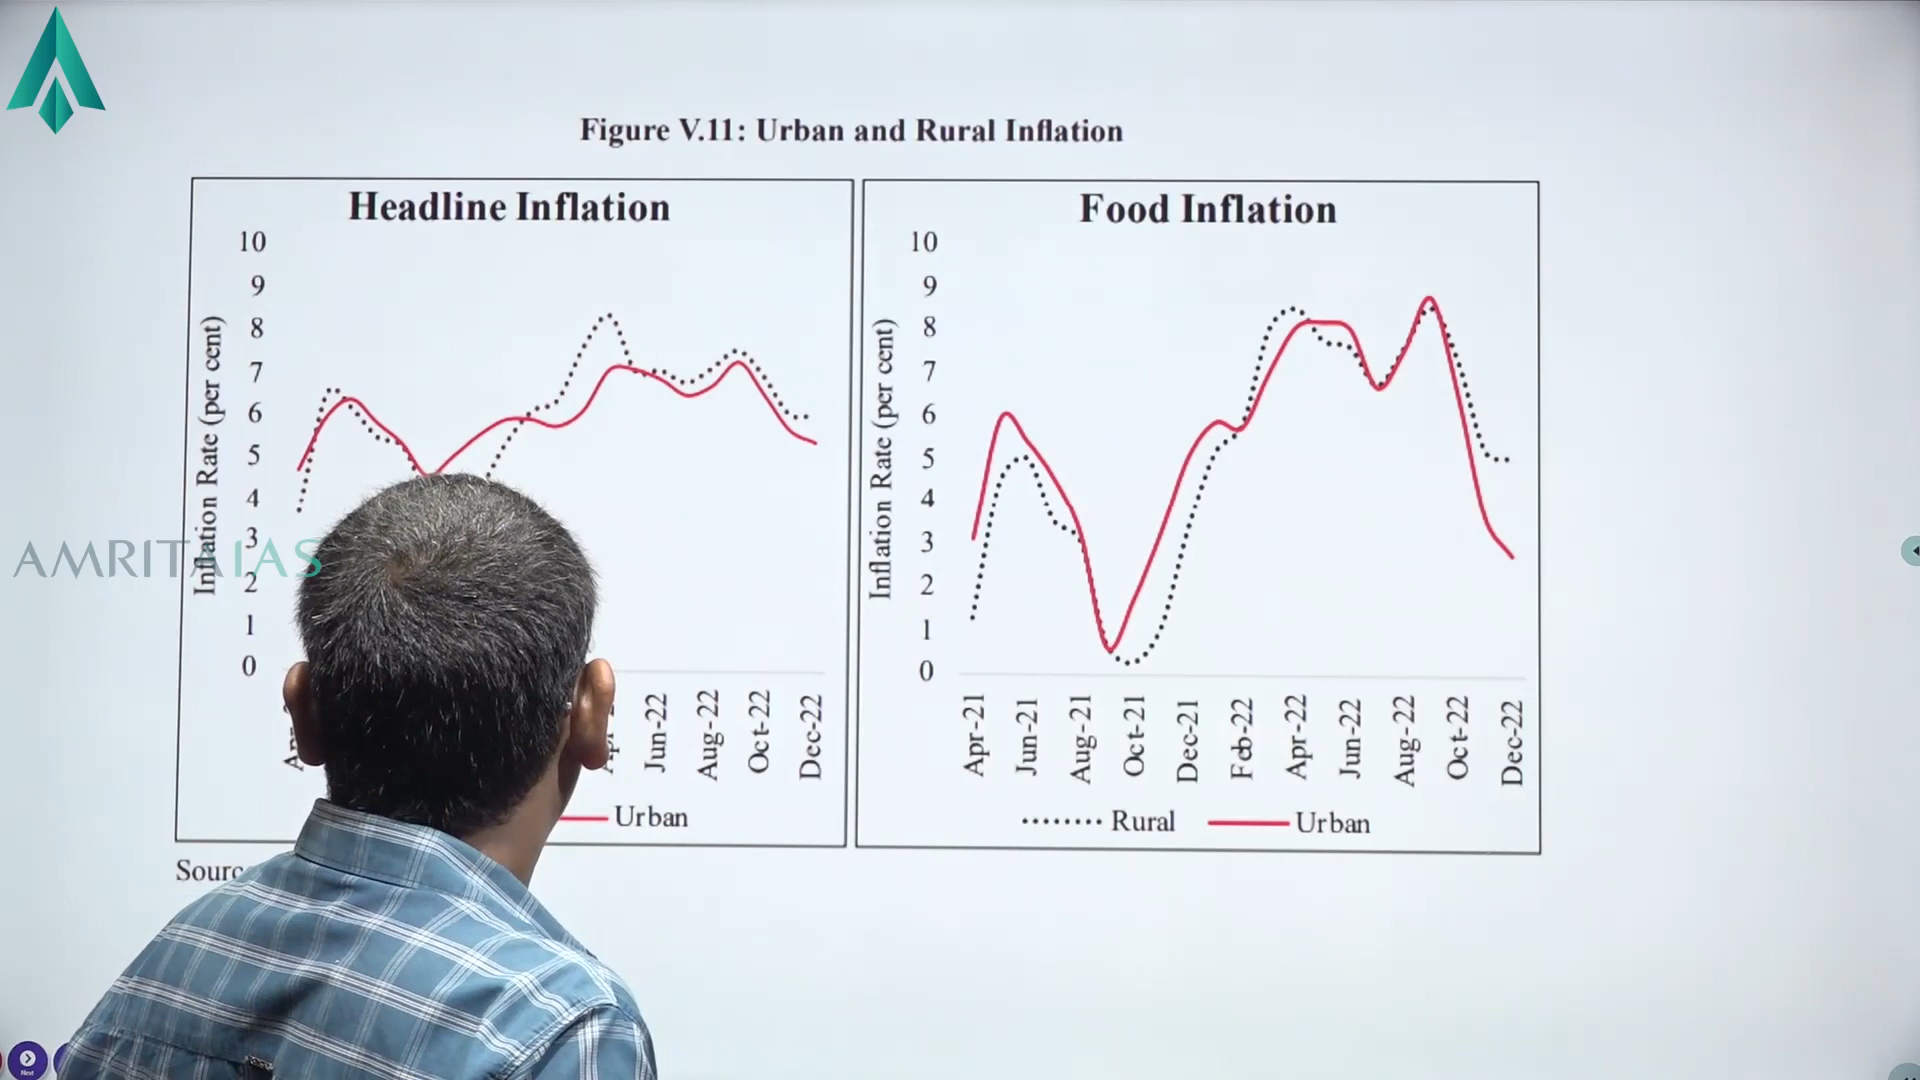 Figure V.11: Urban and Rural Inflation
Headline Inflation
Inflation Rate (per cent)
10
9
8
7
6
5
4
3
2
1
0
Jun-22
Aug-22
Oct-22
Dec-22
Urban
Food Inflation
Inflation Rate (per cent)
10
9
8
7
6
5
4
3
2
1
0
Apr-21
Jun-21
Aug-21
Oct-21
Dec-21
Feb-22
Apr-22
Jun-22
Aug-22
Oct-22
Dec-22
Rural
Urban
AMRITA IAS
Next